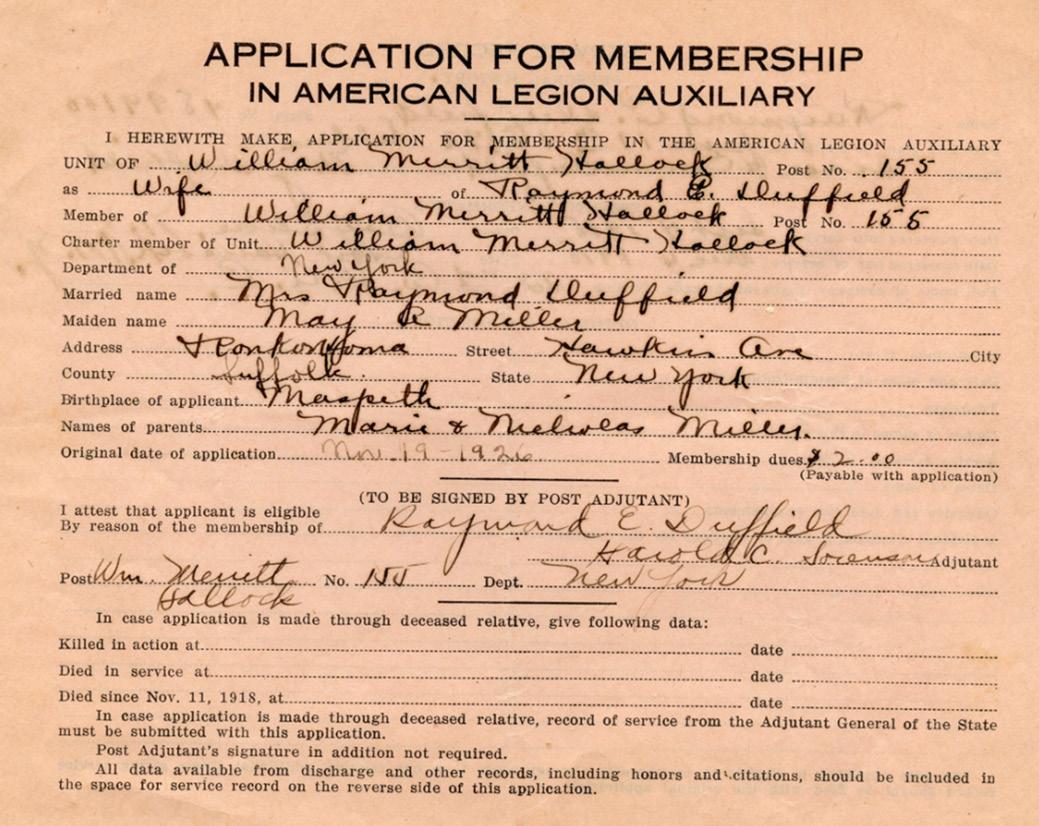 APPLICATION FOR MEMBERSHIP
IN AMERICAN LEGION AUXILIARY
I HEREWITH MAKE APPLICATION FOR MEMBERSHIP IN THE AMERICAN LEGION AUXILIARY
UNIT OF William Merritt Hallock Post No. 155
as Wife of Raymond E. Duffield
Member of William Merritt Hallock Post No. 155
Charter member of Unit William Merritt Hallock
Department of New York
Married name Mrs Raymond Duffield
Maiden name May R Miller
Address Ronkonkoma Street Hawkins Ave City
County Suffolk. State New York
Birthplace of applicant Maspeth
Names of parents Marie & Nicholas Miller.
Original date of application Nov. 19-1926 Membership dues $2.00
(Payable with application)
(TO BE SIGNED BY POST ADJUTANT)
I attest that applicant is eligible
By reason of the membership of Raymond E. Duffield
Harold C. Sorenson Adjutant
Post Wm. Merritt No. 155 Dept. New York
Hallock
In case application is made through deceased relative, give following data:
Killed in action at date
Died in service at date
Died since Nov. 11, 1918, at date
In case application is made through deceased relative, record of service from the Adjutant General of the State
must be submitted with this application.
Post Adjutant's signature in addition not required.
All data available from discharge and other records, including honors and citations, should be included in
the space for service record on the reverse side of this application.